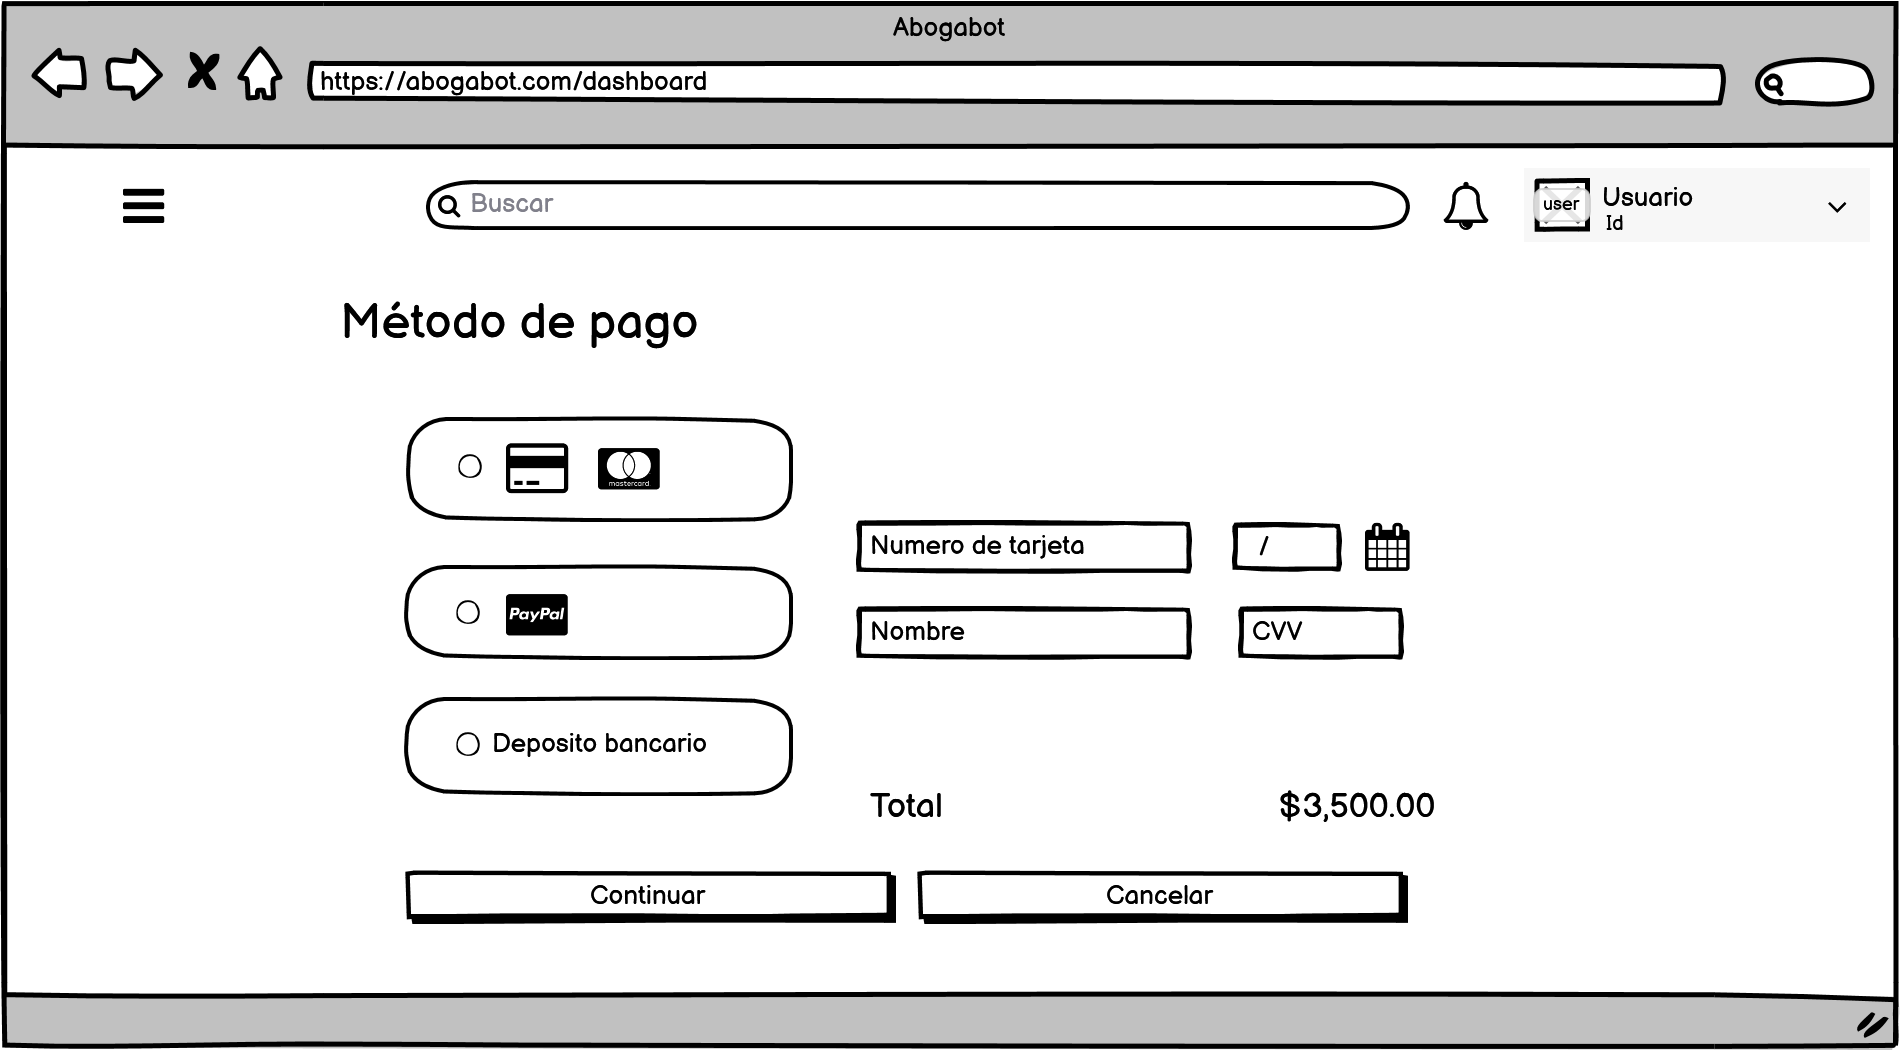 Abogabot
https://abogabot.com/dashboard
Buscar
user
Usuario
Id
Método de pago
mastercard
Numero de tarjeta
/
PayPal
Nombre
CVV
Deposito bancario
Total
$3,500.00
Continuar
Cancelar